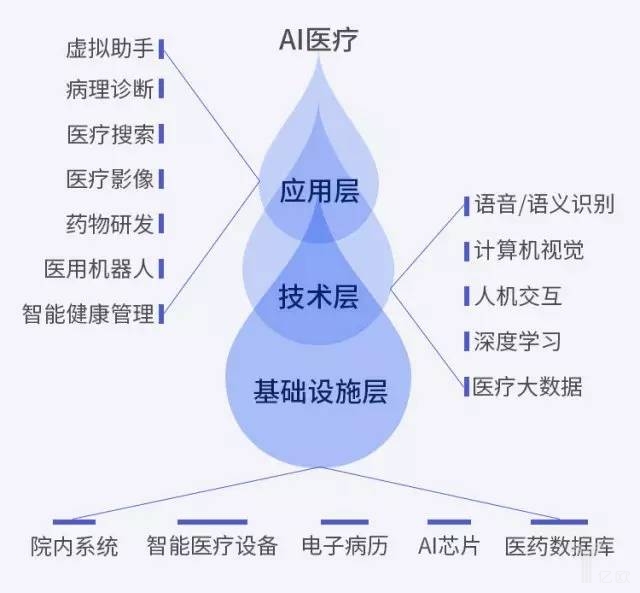 AI医疗
虚拟助手
病理诊断
医疗搜索
医疗影像
药物研发
医用机器人
智能健康管理
应用层
技术层
基础设施层
语音/语义识别
计算机视觉
人机交互
深度学习
医疗大数据
院内系统
智能医疗设备
电子病历
AI芯片
医药数据库
亿欧